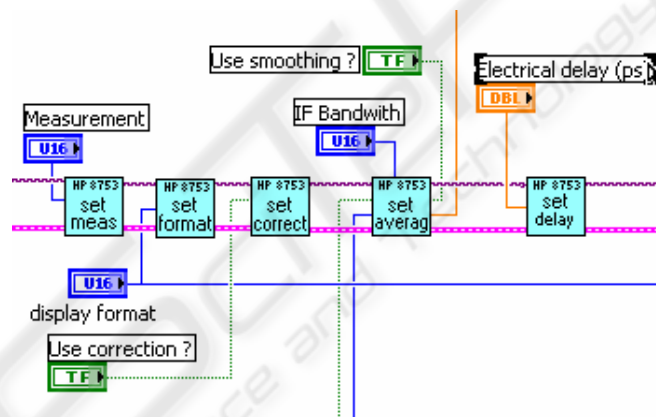 Use smoothing ?
TF
Electrical delay (ps)
DBL
Measurement
U16
IF Bandwith
U16
HP 8753
set
meas
HP 8753
set
format
HP 8753
set
correct
HP 8753
set
averag
HP 8753
set
delay
U16
display format
Use correction ?
TF